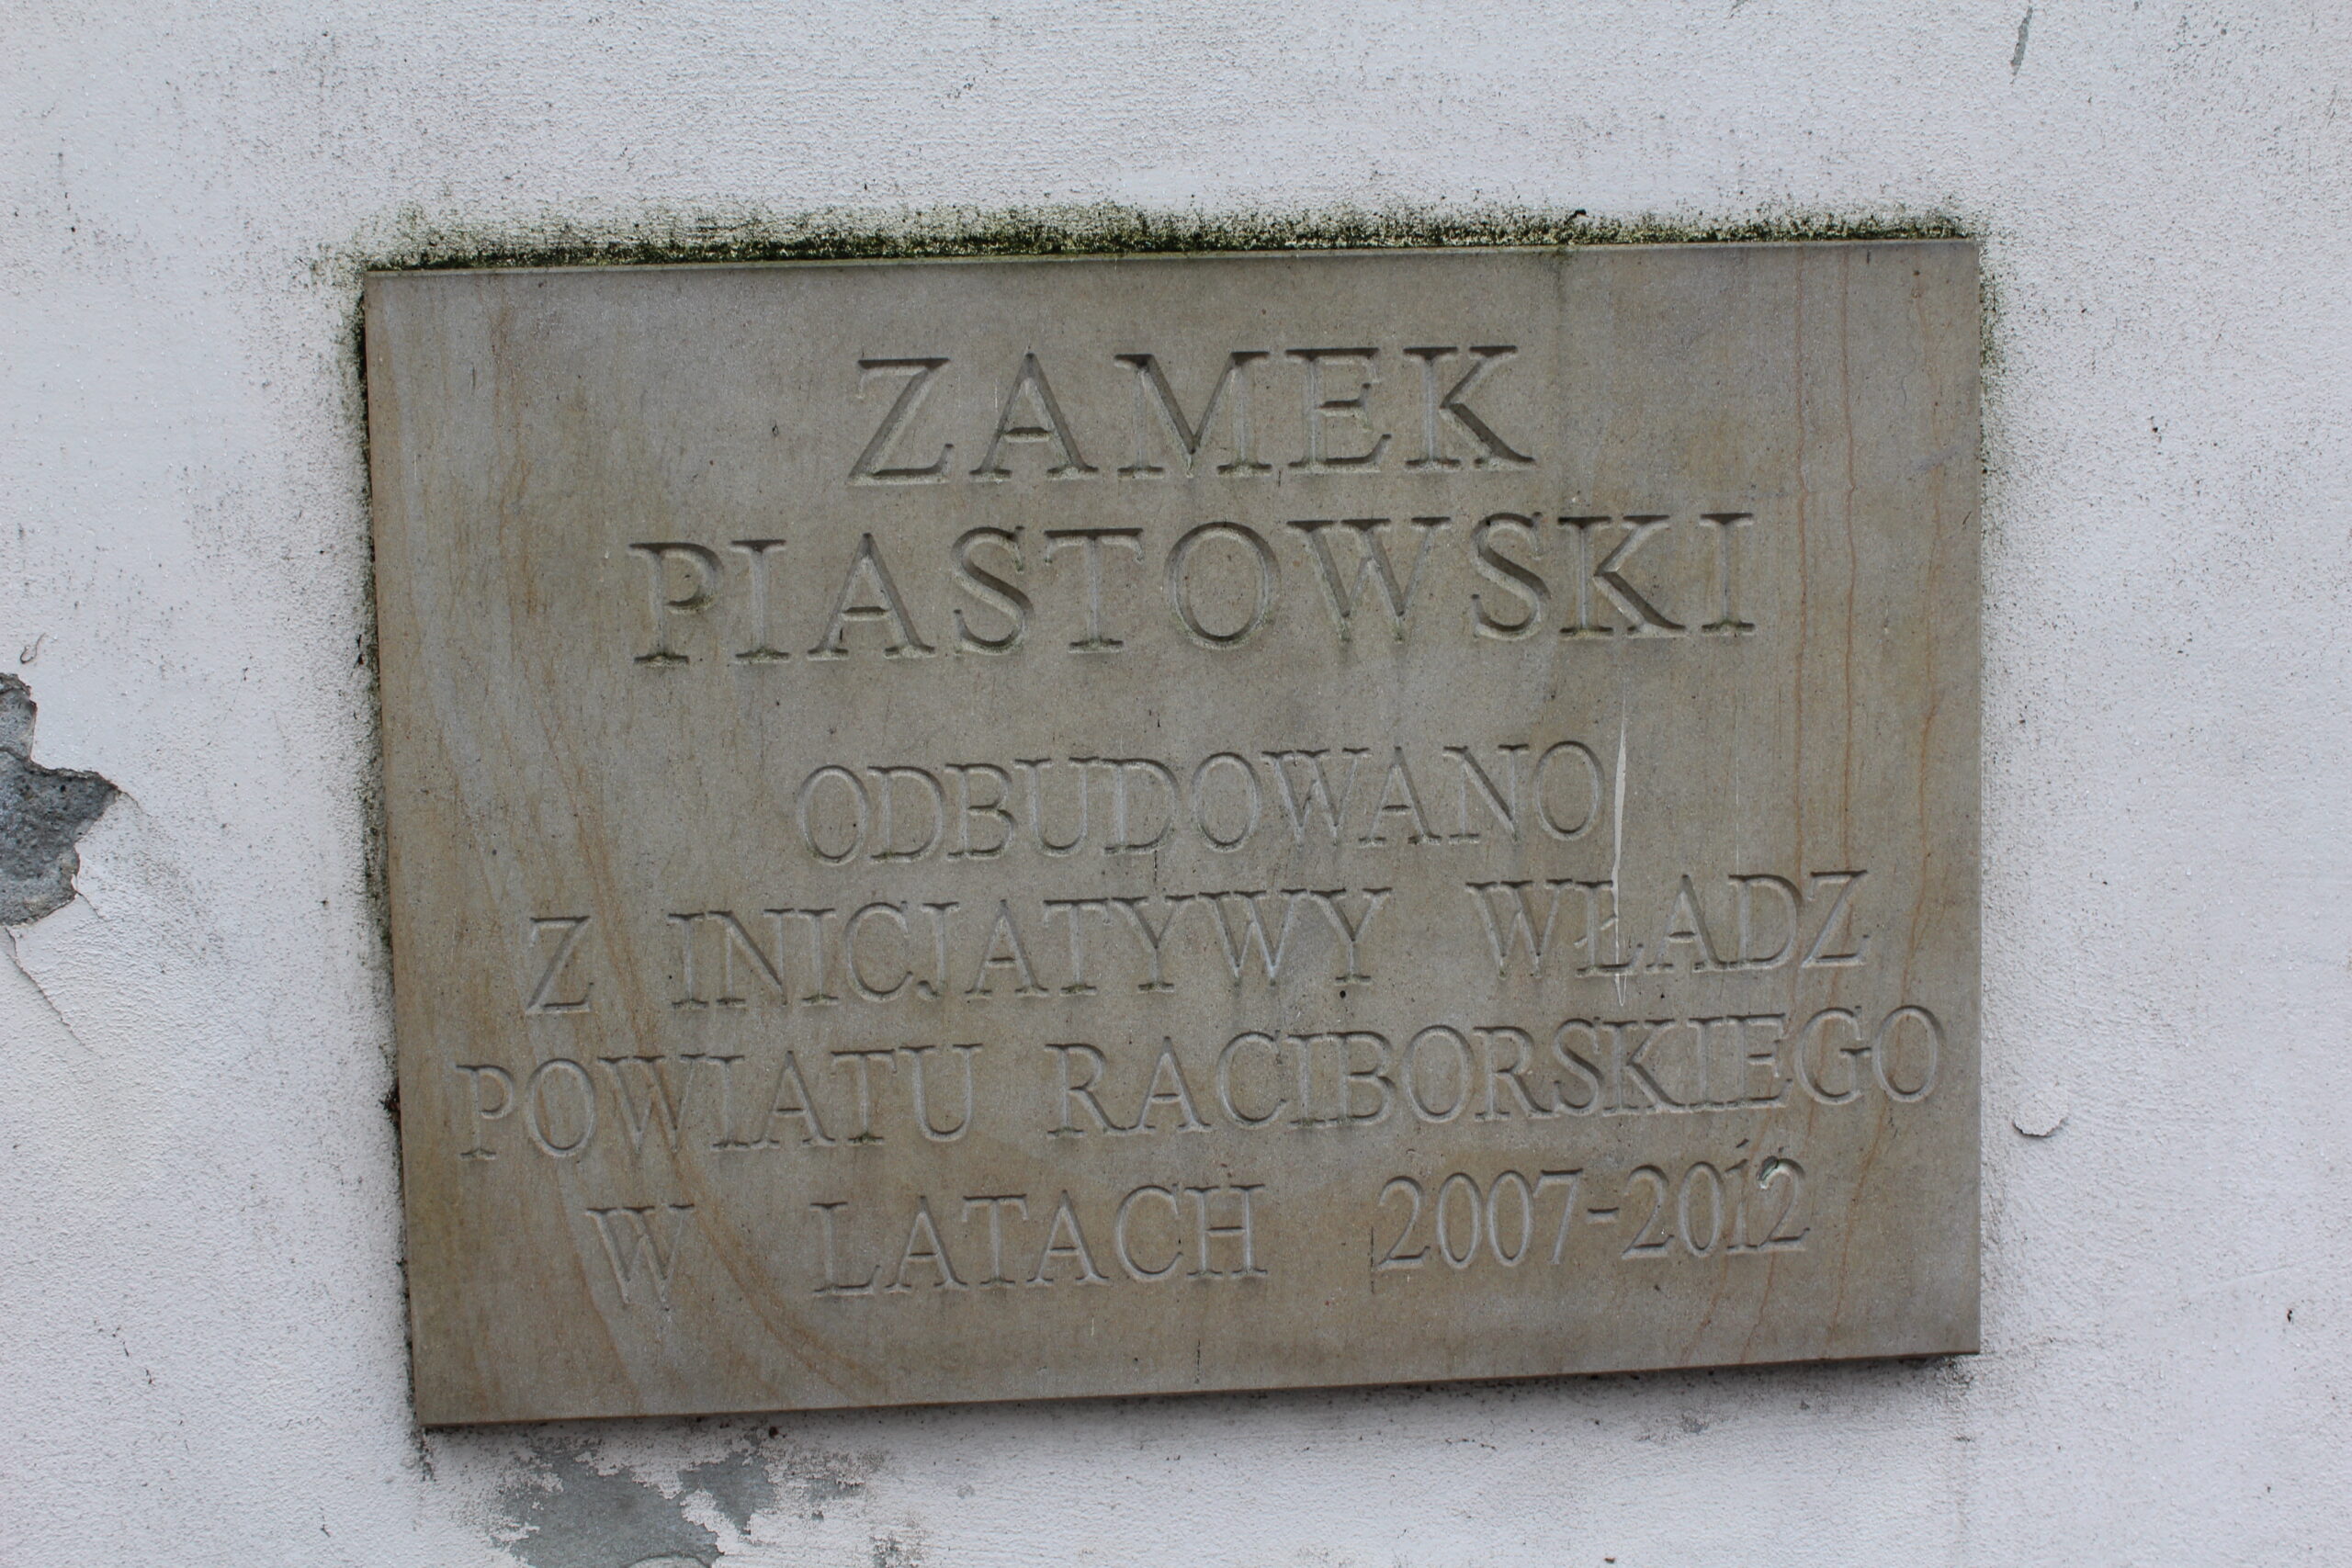 ZAMEK
PIASTOWSKI
ODBUDOWANO
Z INICJATYWY WŁADZ
POWIATU RACIBORSKIEGO
W LATACH 2007-2012